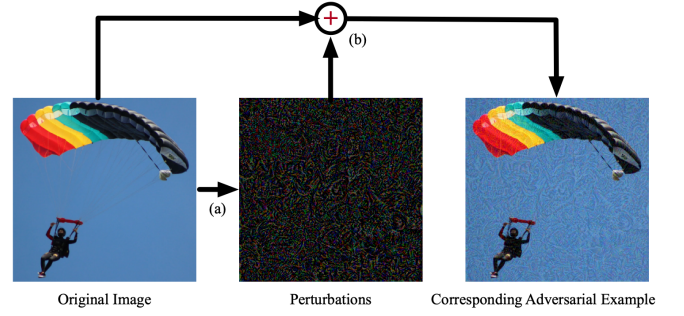 (b)
(a)
Original Image
Perturbations
Corresponding Adversarial Example